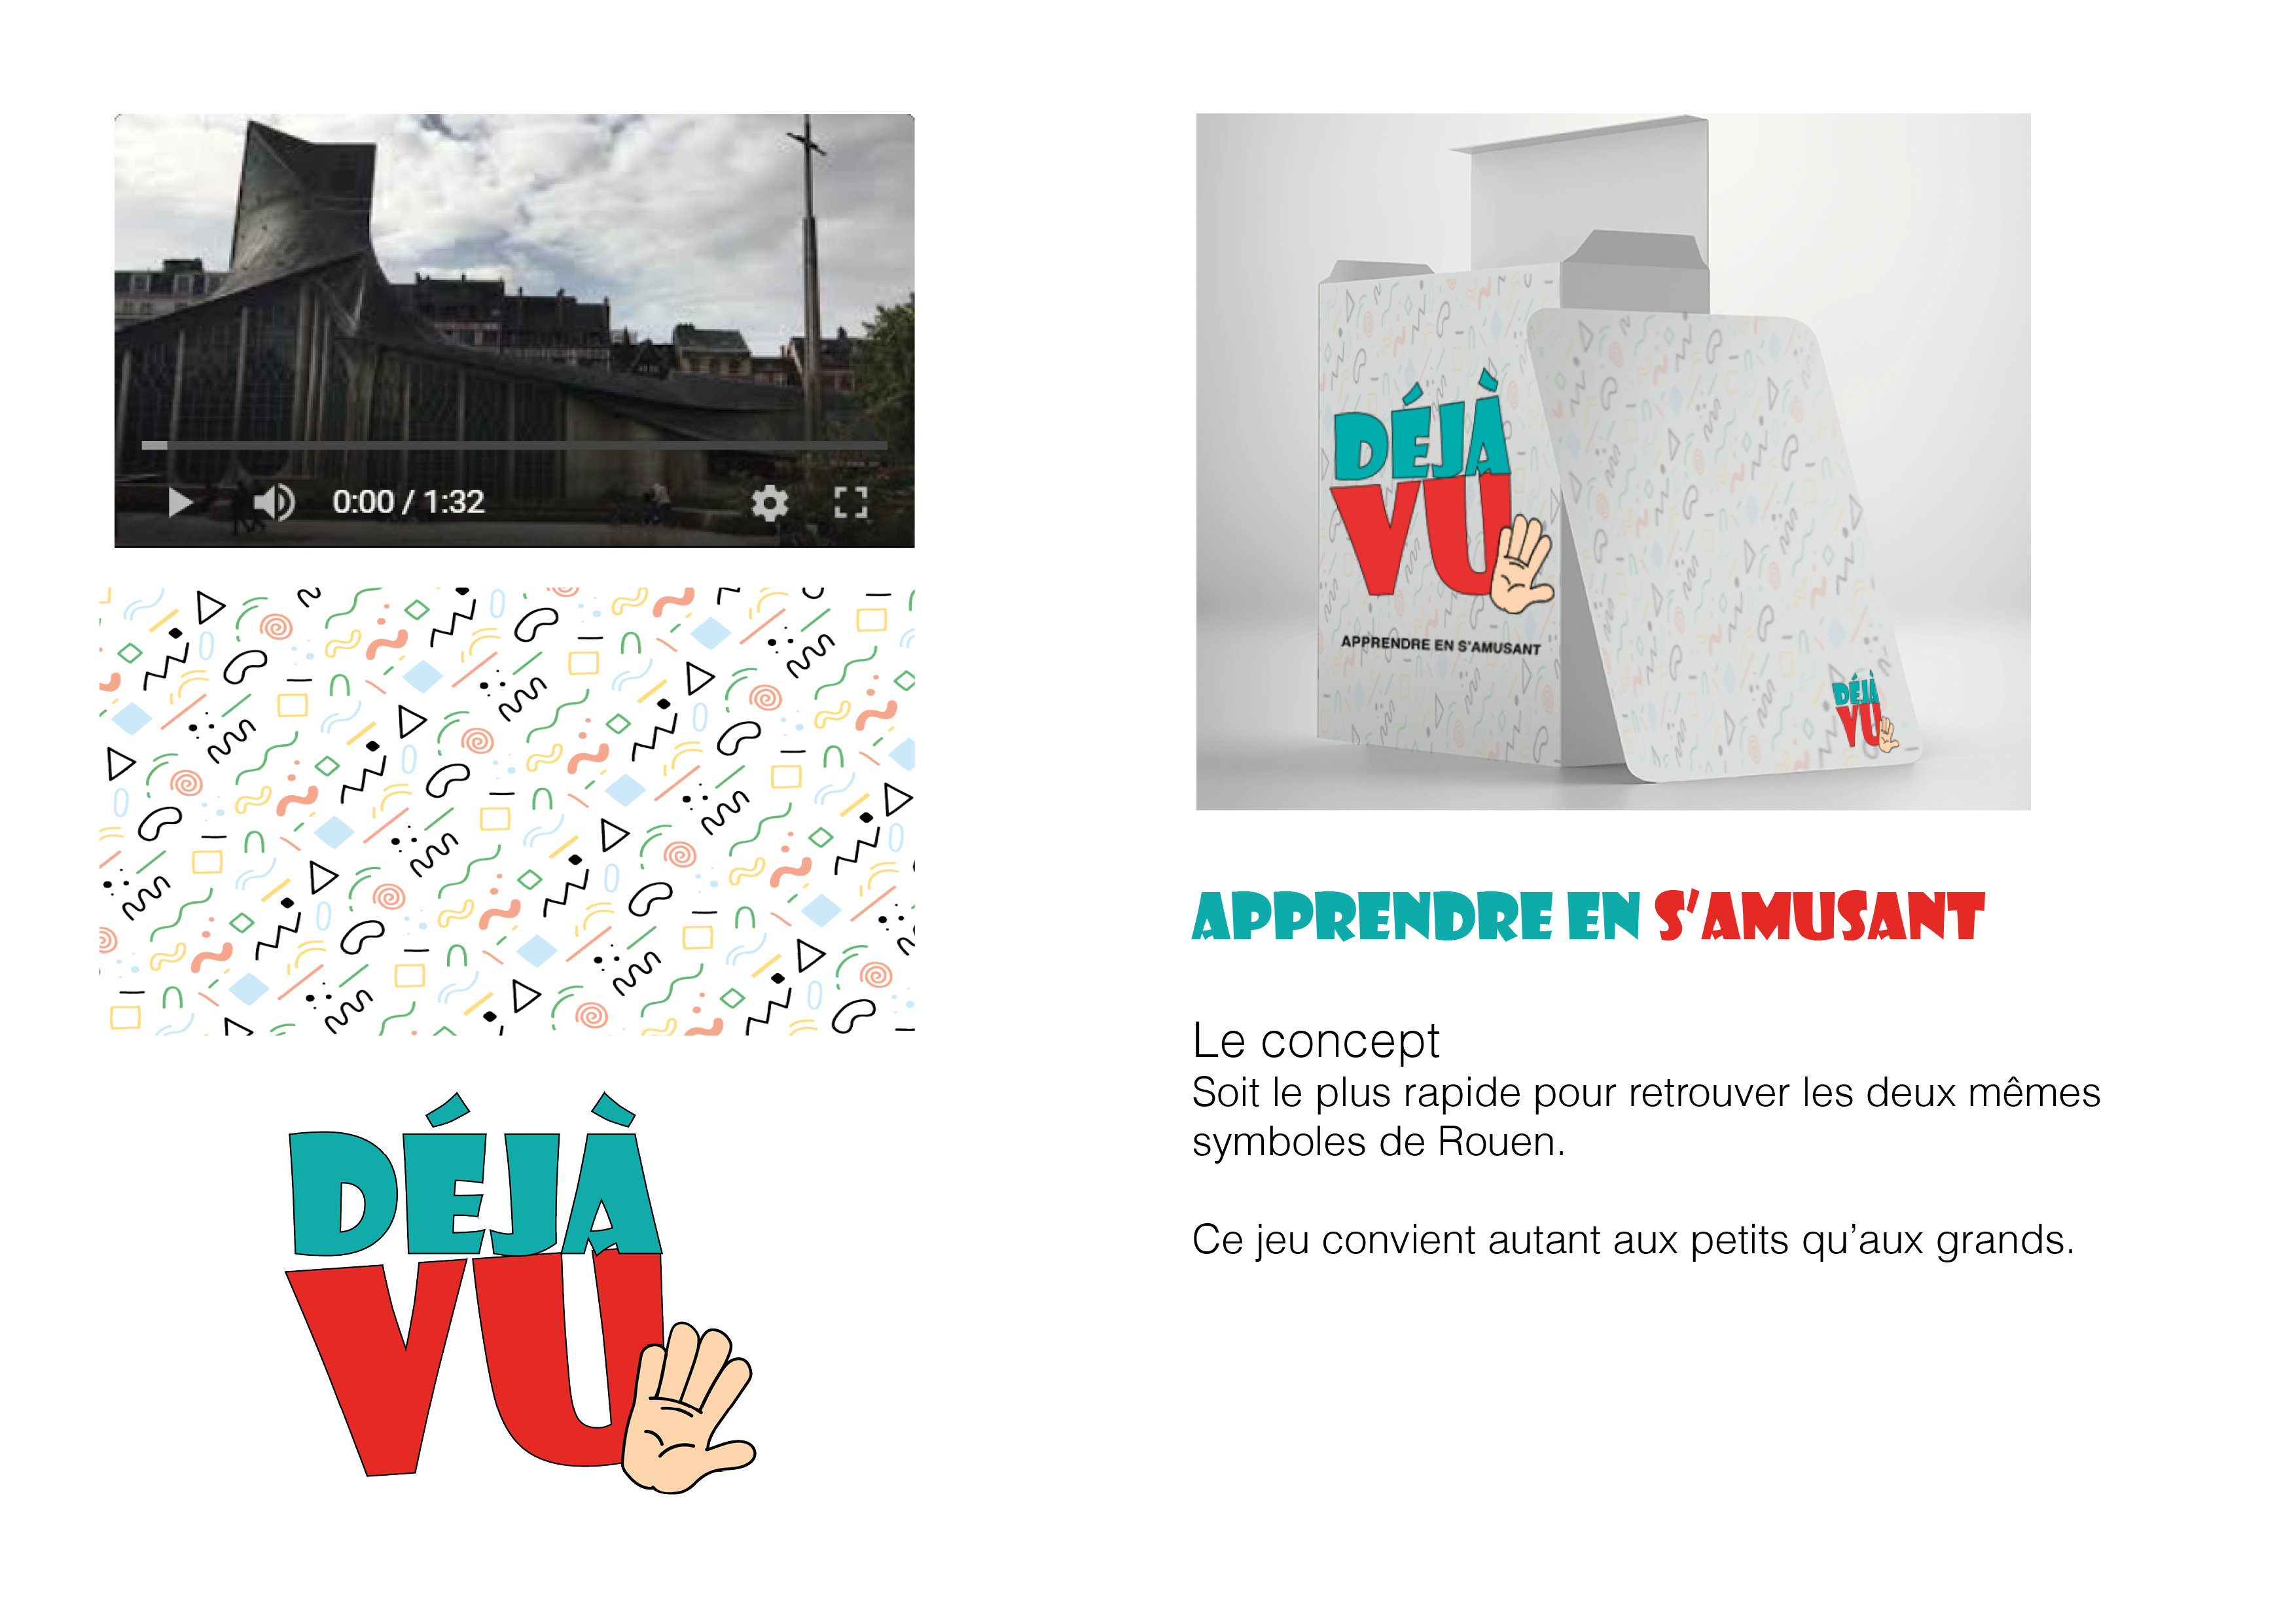 0:00 / 1:32
DÉJÀ
VU
DÉJÀ
VU
APPRENDRE EN S'AMUSANT
DÉJÀ
VU
APPRENDRE EN S'AMUSANT
Le concept
Soit le plus rapide pour retrouver les deux mêmes
symboles de Rouen.
Ce jeu convient autant aux petits qu'aux grands.